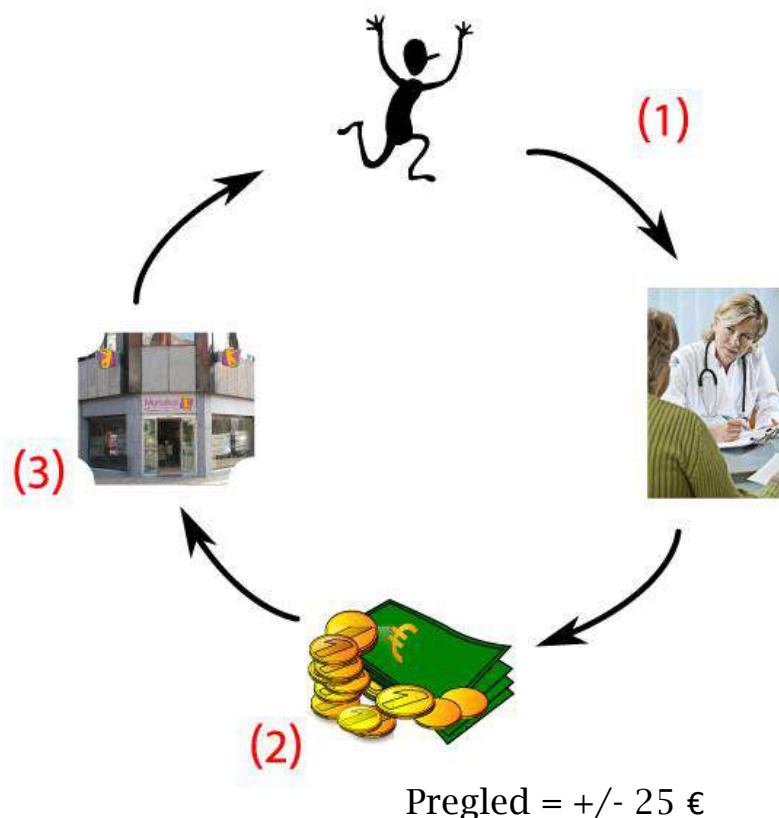 (1)
(3)
(2)
Pregled = +/- 25 €